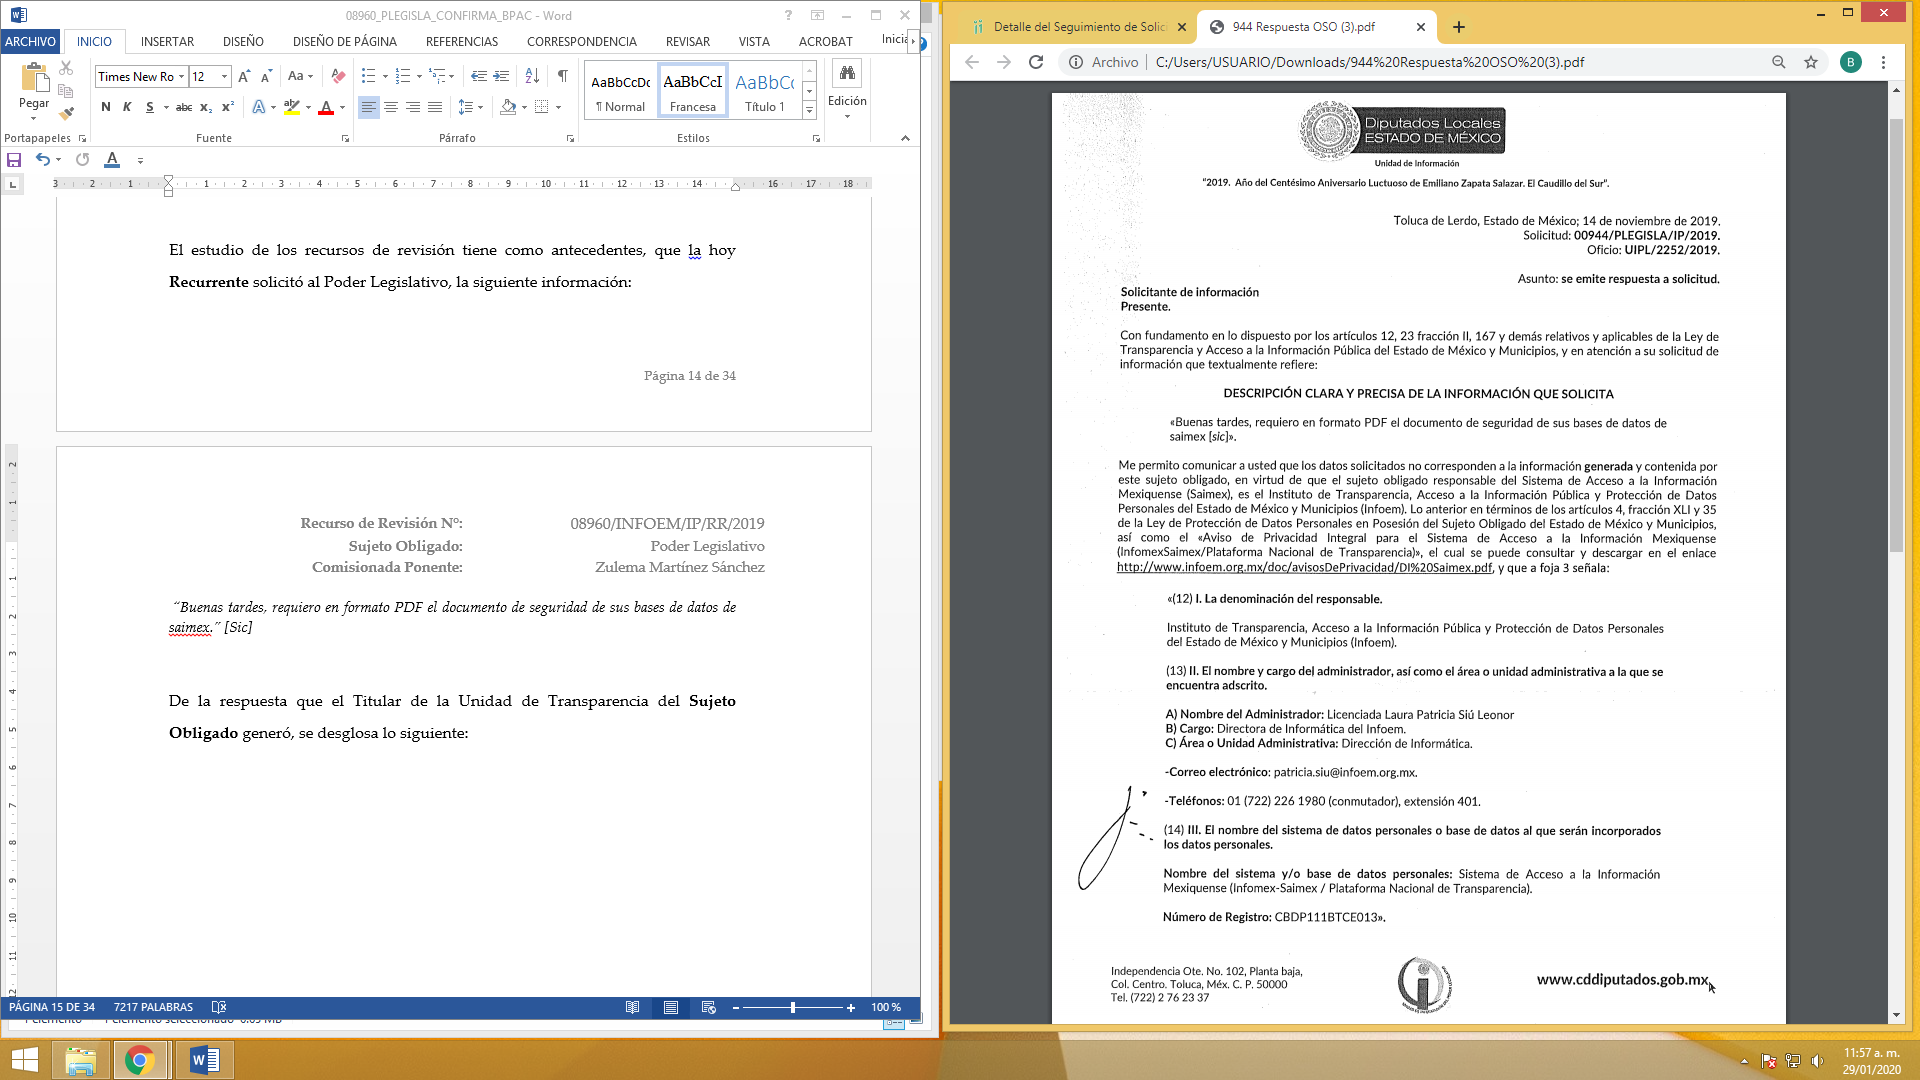 08960_PLEGISLA_CONFIRMA_BPAC - Word
ARCHIVO INICIO INSERTAR DISEÑO DISEÑO DE PÁGINA REFERENCIAS CORRESPONDENCIA REVISAR VISTA ACROBAT Inicia
Pegar
Times New Ro 12
Aa
N K S abc x₂ x²
AaBbCcDc AaBbCcI AaBbCc
¶ Normal Francesa Título 1
Edición
Portapapeles Fuente Párrafo Estilos
3 2 1 1 2 3 4 5 6 7 8 9 10 11 12 13 14 16 17 18
El estudio de los recursos de revisión tiene como antecedentes, que la hoy
Recurrente solicitó al Poder Legislativo, la siguiente información:
Página 14 de 34
Recurso de Revisión N°: 08960/INFOEM/IP/RR/2019
Sujeto Obligado: Poder Legislativo
Comisionada Ponente: Zulema Martínez Sánchez
"Buenas tardes, requiero en formato PDF el documento de seguridad de sus bases de datos de
saimex." [Sic]
De la respuesta que el Titular de la Unidad de Transparencia del Sujeto
Obligado generó, se desglosa lo siguiente:
PÁGINA 15 DE 34 7217 PALABRAS 100 %
Detalle del Seguimiento de Solic
944 Respuesta OSO (3).pdf
Archivo C:/Users/USUARIO/Downloads/944%20Respuesta%20OSO%20(3).pdf
B
Diputados Locales
ESTADO DE MÉXICO
Unidad de Información
"2019. Año del Centésimo Aniversario Luctuoso de Emiliano Zapata Salazar. El Caudillo del Sur".
Toluca de Lerdo, Estado de México; 14 de noviembre de 2019.
Solicitud: 00944/PLEGISLA/IP/2019.
Oficio: UIPL/2252/2019.
Asunto: se emite respuesta a solicitud.
Solicitante de información
Presente.
Con fundamento en lo dispuesto por los artículos 12, 23 fracción II, 167 y demás relativos y aplicables de la Ley de
Transparencia y Acceso a la Información Pública del Estado de México y Municipios, y en atención a su solicitud de
información que textualmente refiere:
DESCRIPCIÓN CLARA Y PRECISA DE LA INFORMACIÓN QUE SOLICITA
«Buenas tardes, requiero en formato PDF el documento de seguridad de sus bases de datos de
saimex [sic]».
Me permito comunicar a usted que los datos solicitados no corresponden a la información generada y contenida por
este sujeto obligado, en virtud de que el sujeto obligado responsable del Sistema de Acceso a la Información
Mexiquense (Saimex), es el Instituto de Transparencia, Acceso a la Información Pública y Protección de Datos
Personales del Estado de México y Municipios (Infoem). Lo anterior en términos de los artículos 4, fracción XLI y 35
de la Ley de Protección de Datos Personales en Posesión del Sujeto Obligado del Estado de México y Municipios,
así como el «Aviso de Privacidad Integral para el Sistema de Acceso a la Información Mexiquense
(InfomexSaimex/Plataforma Nacional de Transparencia)», el cual se puede consultar y descargar en el enlace
http://www.infoem.org.mx/doc/avisosDePrivacidad/DI%20Saimex.pdf, y que a foja 3 señala:
«(12) I. La denominación del responsable.
Instituto de Transparencia, Acceso a la Información Pública y Protección de Datos Personales
del Estado de México y Municipios (Infoem).
(13) II. El nombre y cargo del administrador, así como el área o unidad administrativa a la que se
encuentra adscrito.
A) Nombre del Administrador: Licenciada Laura Patricia Siú Leonor
B) Cargo: Directora de Informática del Infoem.
C) Área o Unidad Administrativa: Dirección de Informática.
-Correo electrónico: patricia.siu@infoem.org.mx.
-Teléfonos: 01 (722) 226 1980 (conmutador), extensión 401.
(14) III. El nombre del sistema de datos personales o base de datos al que serán incorporados
los datos personales.
Nombre del sistema y/o base de datos personales: Sistema de Acceso a la Información
Mexiquense (Infomex-Saimex / Plataforma Nacional de Transparencia).
Número de Registro: CBDP111BTCE013».
Independencia Ote. No. 102, Planta baja,
Col. Centro. Toluca, Méx. C. P. 50000
Tel. (722) 2 76 23 37
www.cddiputados.gob.mx
11:57 a. m.
29/01/2020